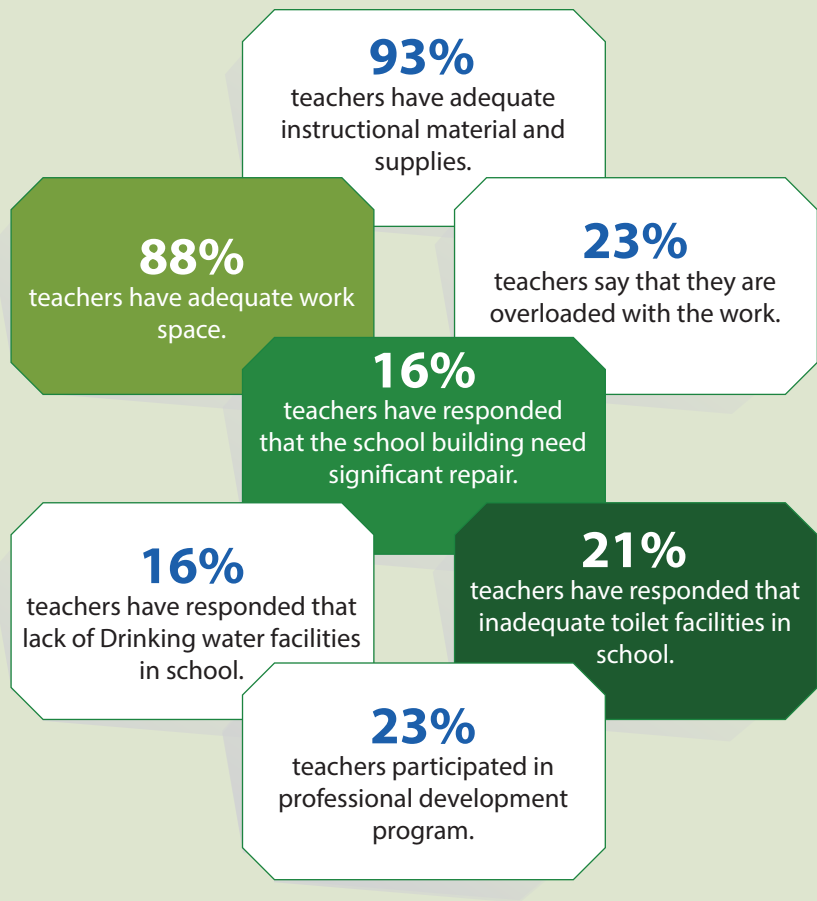 93%
teachers have adequate
instructional material and
supplies.
88%
teachers have adequate work
space.
23%
teachers say that they are
overloaded with the work.
16%
teachers have responded
that the school building need
significant repair.
16%
teachers have responded that
lack of Drinking water facilities
in school.
21%
teachers have responded that
inadequate toilet facilities in
school.
23%
teachers participated in
professional development
program.